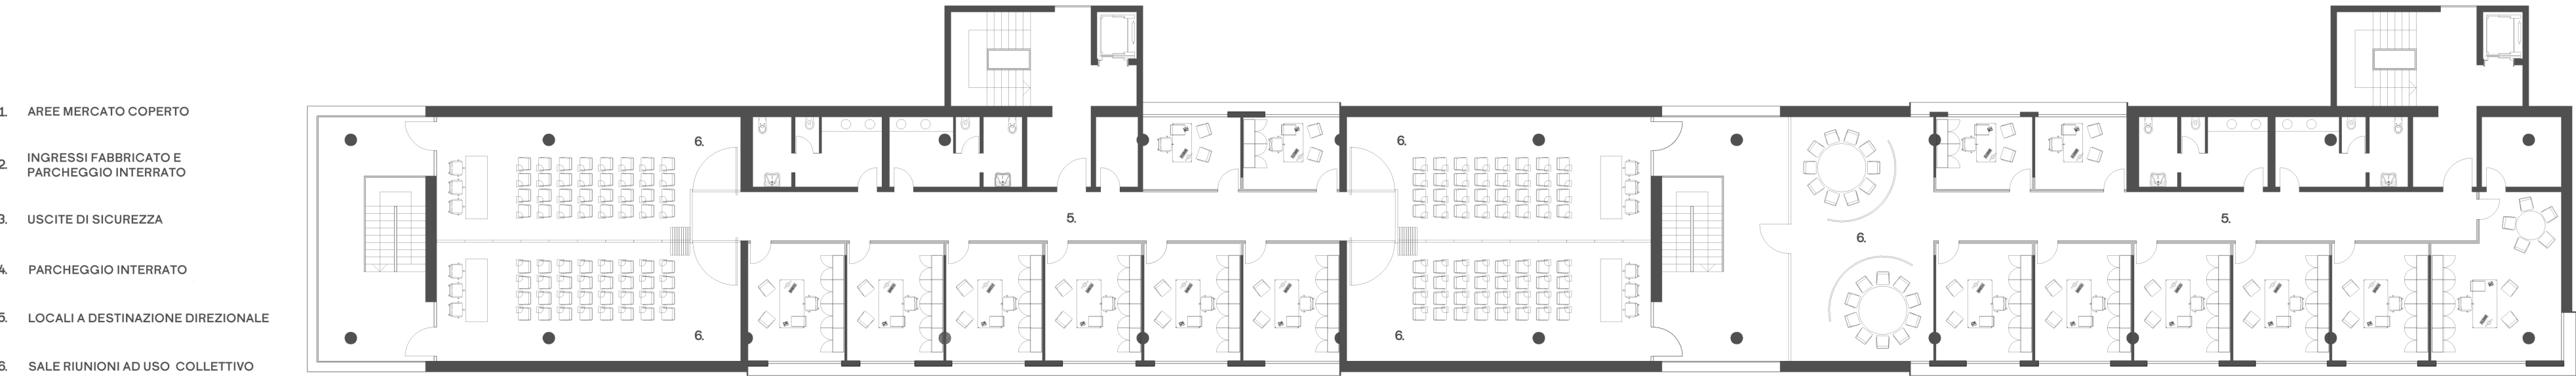 1. AREE MERCATO COPERTO
2. INGRESSI FABBRICATO E
PARCHEGGIO INTERRATO
3. USCITE DI SICUREZZA
4. PARCHEGGIO INTERRATO
5. LOCALI A DESTINAZIONE DIREZIONALE
6. SALE RIUNIONI AD USO COLLETTIVO
6.
6.
5.
6.
6.
6.
5.